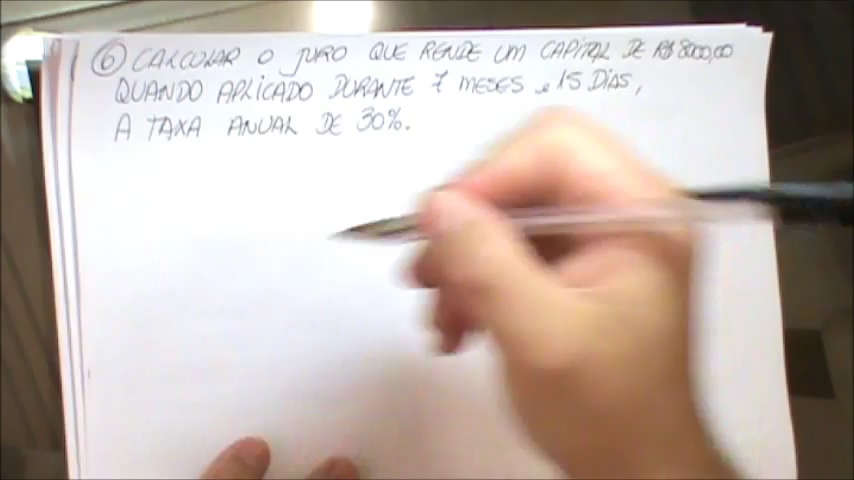 6 CALCULAR O JURO QUE RENDE UM CAPITAL DE R$ 8000,00
QUANDO APLICADO DURANTE 7 MESES e 15 DIAS,
A TAXA ANUAL DE 30%.